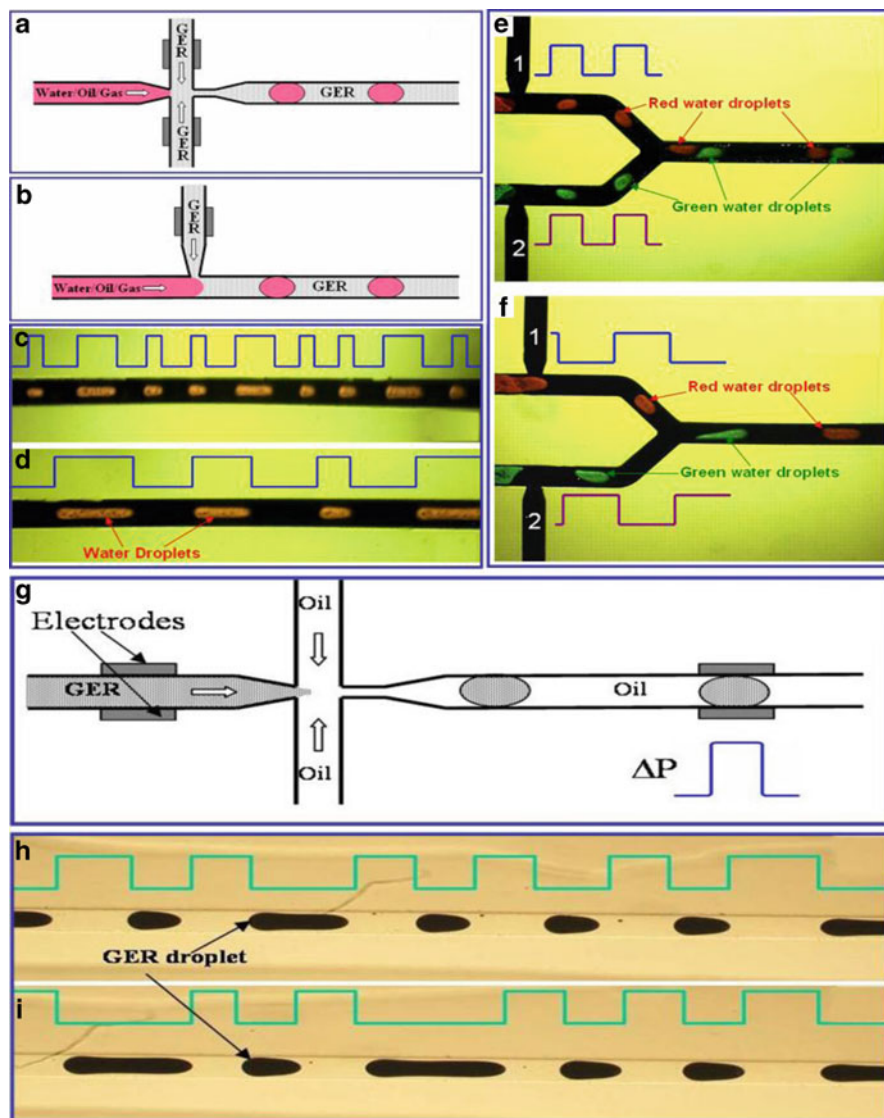 a
GER
Water/Oil/Gas
GER
GER
b
GER
Water/Oil/Gas
GER
c
d
Water Droplets
e
1
Red water droplets
Green water droplets
2
f
1
Red water droplets
Green water droplets
2
g
Oil
Electrodes
GER
Oil
Oil
ΔP
h
GER droplet
i